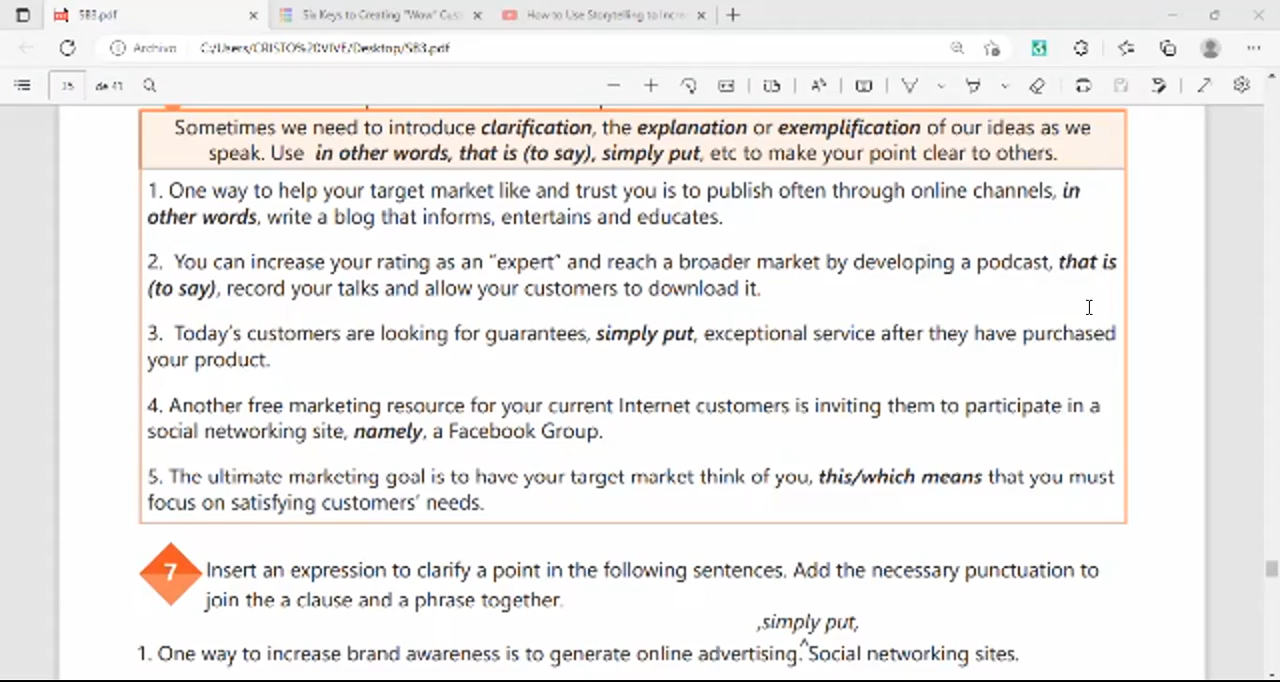 SB3.pdf
Six Keys to Creating "Wow" Cus
How to Use Storytelling to Incre
Archivo
C:/Users/CRISTO%20VIVE/Desktop/SB3.pdf
15 de 41
Sometimes we need to introduce clarification, the explanation or exemplification of our ideas as we
speak. Use in other words, that is (to say), simply put, etc to make your point clear to others.
1. One way to help your target market like and trust you is to publish often through online channels, in
other words, write a blog that informs, entertains and educates.
2. You can increase your rating as an "expert" and reach a broader market by developing a podcast, that is
(to say), record your talks and allow your customers to download it.
3. Today's customers are looking for guarantees, simply put, exceptional service after they have purchased
your product.
4. Another free marketing resource for your current Internet customers is inviting them to participate in a
social networking site, namely, a Facebook Group.
5. The ultimate marketing goal is to have your target market think of you, this/which means that you must
focus on satisfying customers' needs.
7 Insert an expression to clarify a point in the following sentences. Add the necessary punctuation to
join the a clause and a phrase together.
,simply put,
1. One way to increase brand awareness is to generate online advertising.^Social networking sites.